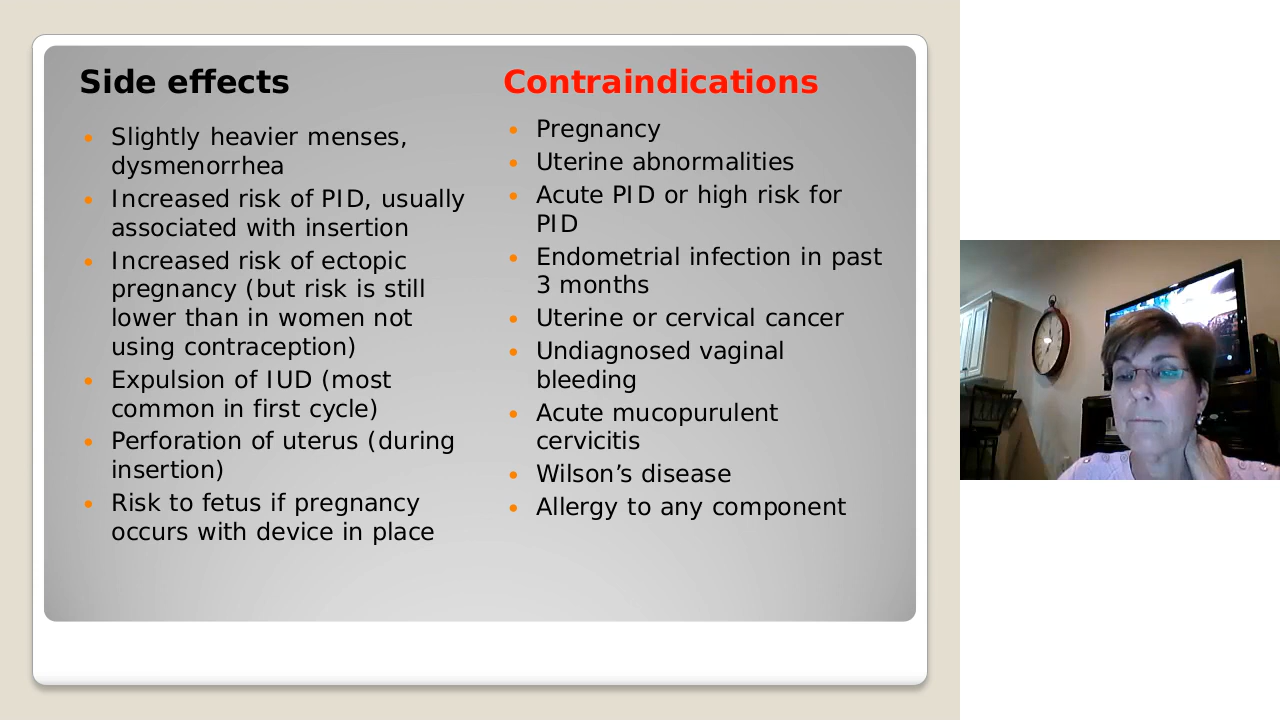 Side effects
Slightly heavier menses,
dysmenorrhea
Increased risk of PID, usually
associated with insertion
Increased risk of ectopic
pregnancy (but risk is still
lower than in women not
using contraception)
Expulsion of IUD (most
common in first cycle)
Perforation of uterus (during
insertion)
Risk to fetus if pregnancy
occurs with device in place
Contraindications
Pregnancy
Uterine abnormalities
Acute PID or high risk for
PID
Endometrial infection in past
3 months
Uterine or cervical cancer
Undiagnosed vaginal
bleeding
Acute mucopurulent
cervicitis
Wilson’s disease
Allergy to any component